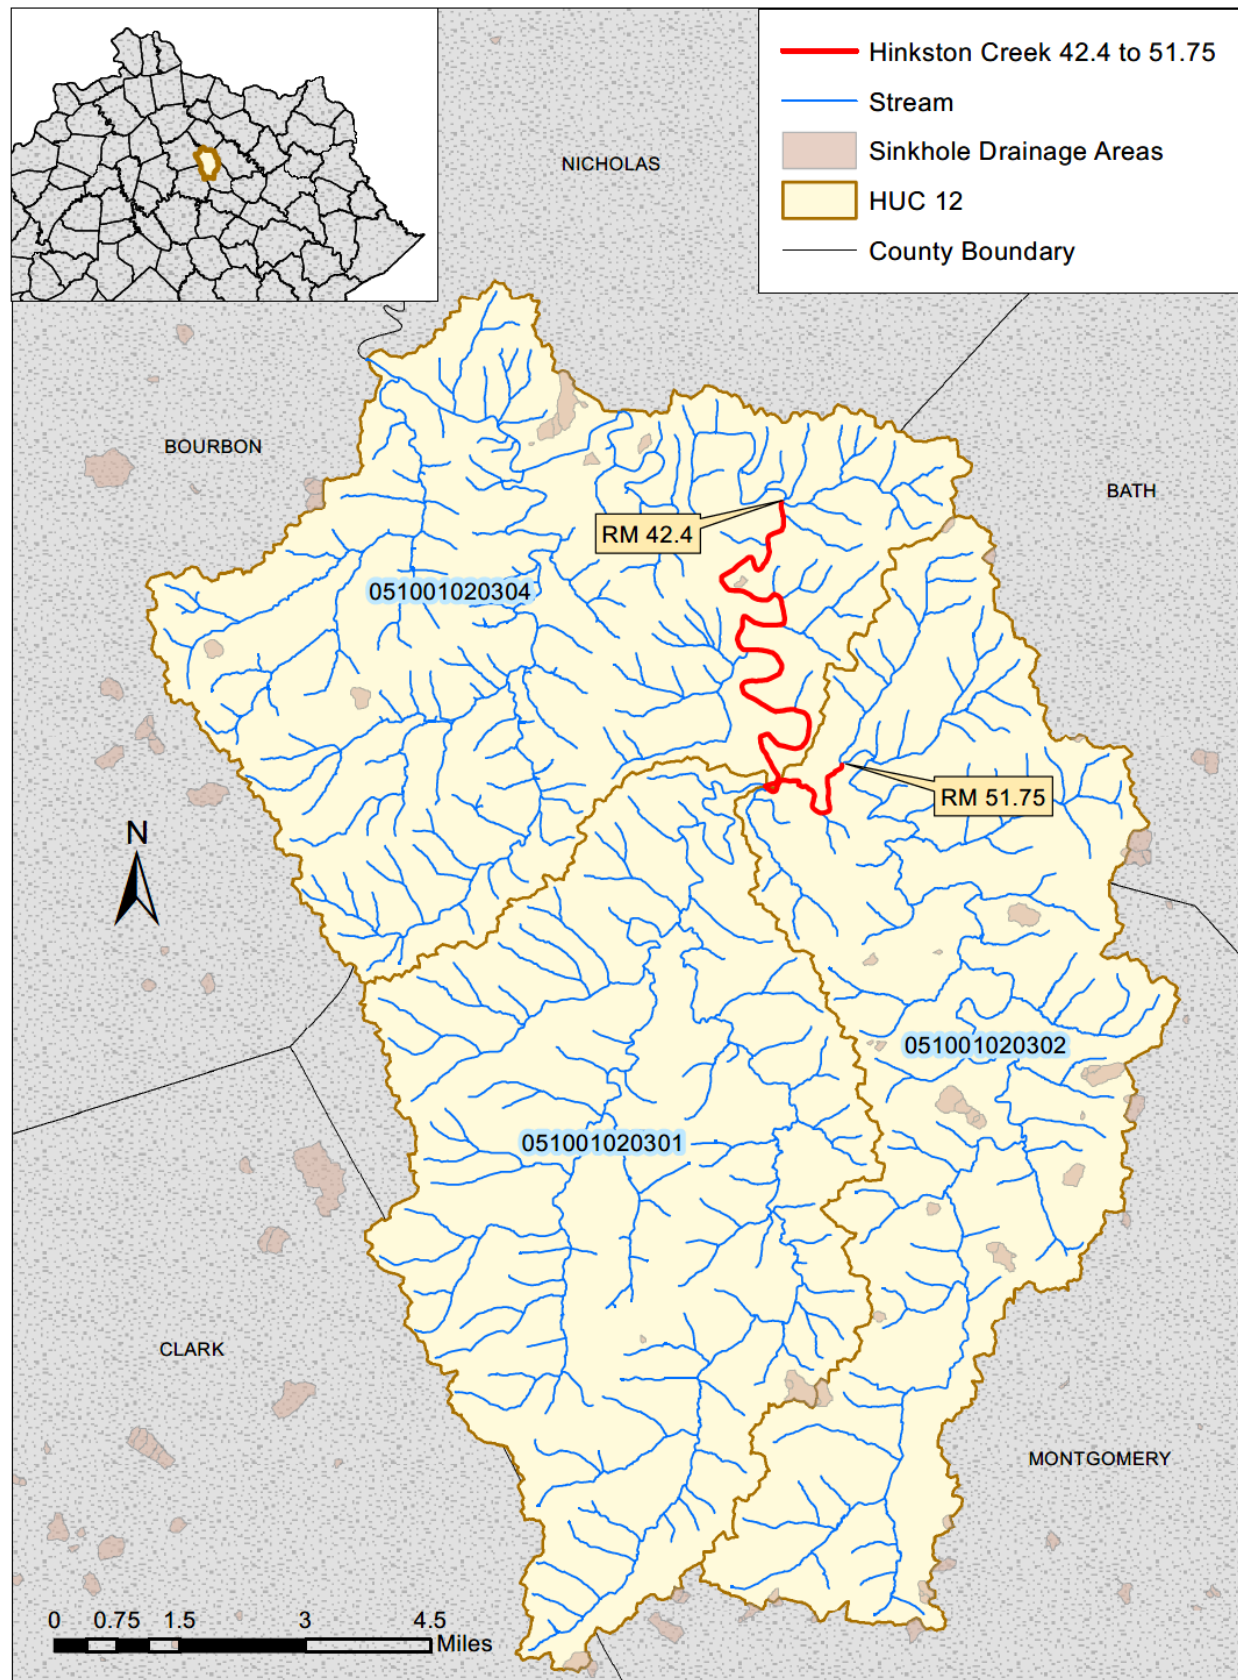 Hinkston Creek 42.4 to 51.75
Stream
Sinkhole Drainage Areas
HUC 12
County Boundary
NICHOLAS
BOURBON
BATH
RM 42.4
051001020304
RM 51.75
N
051001020302
051001020301
CLARK
MONTGOMERY
0 0.75 1.5 3 4.5
Miles